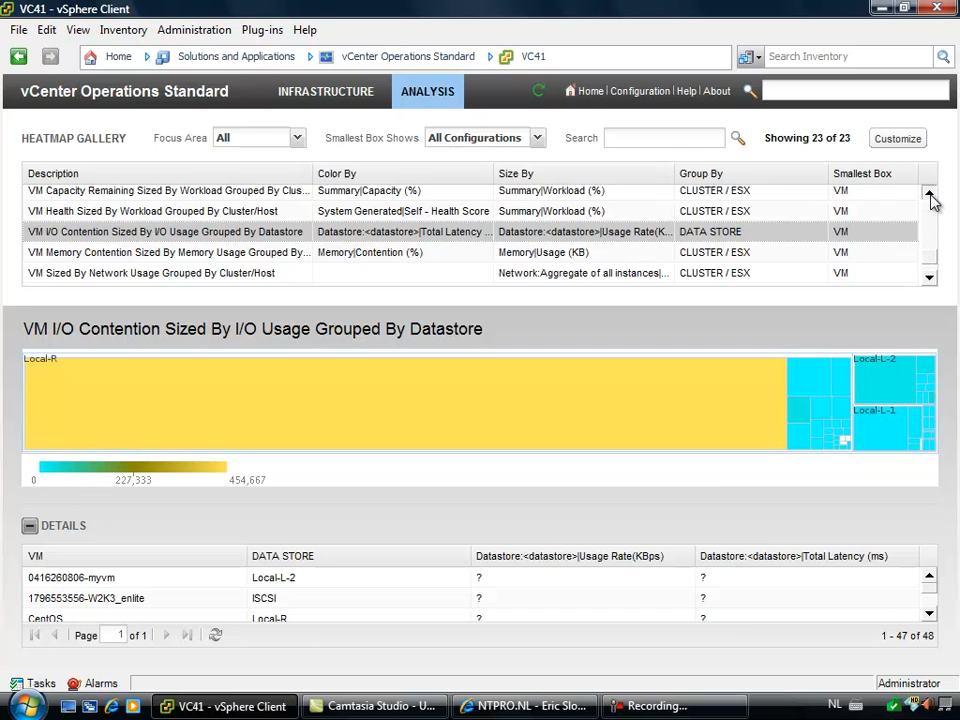 VC41 - vSphere Client
File Edit View Inventory Administration Plug-ins Help
Home Solutions and Applications vCenter Operations Standard VC41 Search Inventory
vCenter Operations Standard INFRASTRUCTURE ANALYSIS Home Configuration Help About
HEATMAP GALLERY Focus Area All Smallest Box Shows All Configurations Search Showing 23 of 23 Customize
Description Color By Size By Group By Smallest Box
VM Capacity Remaining Sized By Workload Grouped By Clus... Summary|Capacity (%) Summary|Workload (%) CLUSTER / ESX VM
VM Health Sized By Workload Grouped By Cluster/Host System Generated|Self - Health Score Summary|Workload (%) CLUSTER / ESX VM
VM I/O Contention Sized By I/O Usage Grouped By Datastore Datastore:<datastore>|Total Latency ... Datastore:<datastore>|Usage Rate(K... DATA STORE VM
VM Memory Contention Sized By Memory Usage Grouped By... Memory|Contention (%) Memory|Usage (KB) CLUSTER / ESX VM
VM Sized By Network Usage Grouped By Cluster/Host Network:Aggregate of all instances|... CLUSTER / ESX VM
VM I/O Contention Sized By I/O Usage Grouped By Datastore
Local-R Local-L-2
Local-L-1
0 227,333 454,667
DETAILS
VM DATA STORE Datastore:<datastore>|Usage Rate(KBps) Datastore:<datastore>|Total Latency (ms)
0416260806-myvm Local-L-2 ? ?
1796553556-W2K3_enlite ISCSI ? ?
CentOS Local-R ? ?
Page 1 of 1 1 - 47 of 48
Tasks Alarms Administrator
VC41 - vSphere Client Camtasia Studio - U... NTPRO.NL - Eric Slo... Recording... NL